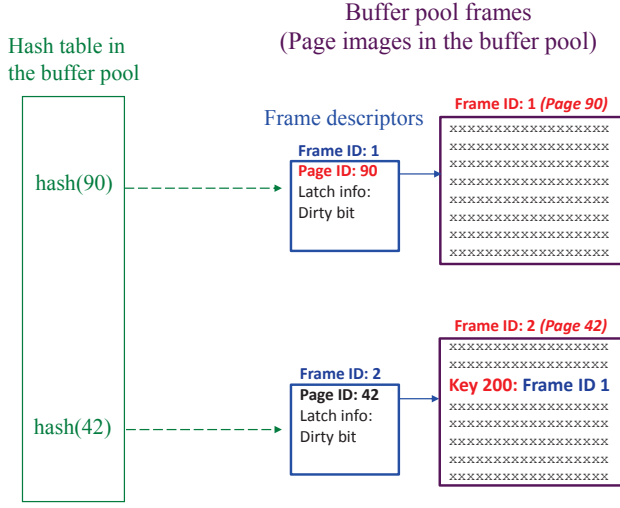 Buffer pool frames
(Page images in the buffer pool)
Hash table in
the buffer pool
hash(90)
hash(42)
Frame descriptors
Frame ID: 1
Page ID: 90
Latch info:
Dirty bit
Frame ID: 1 (Page 90)
xxxxxxxxxxxxxxxxxx
xxxxxxxxxxxxxxxxxx
xxxxxxxxxxxxxxxxxx
xxxxxxxxxxxxxxxxxx
xxxxxxxxxxxxxxxxxx
xxxxxxxxxxxxxxxxxx
xxxxxxxxxxxxxxxxxx
xxxxxxxxxxxxxxxxxx
Frame ID: 2
Page ID: 42
Latch info:
Dirty bit
Frame ID: 2 (Page 42)
xxxxxxxxxxxxxxxxxx
xxxxxxxxxxxxxxxxxx
Key 200: Frame ID 1
xxxxxxxxxxxxxxxxxx
xxxxxxxxxxxxxxxxxx
xxxxxxxxxxxxxxxxxx
xxxxxxxxxxxxxxxxxx
xxxxxxxxxxxxxxxxxx